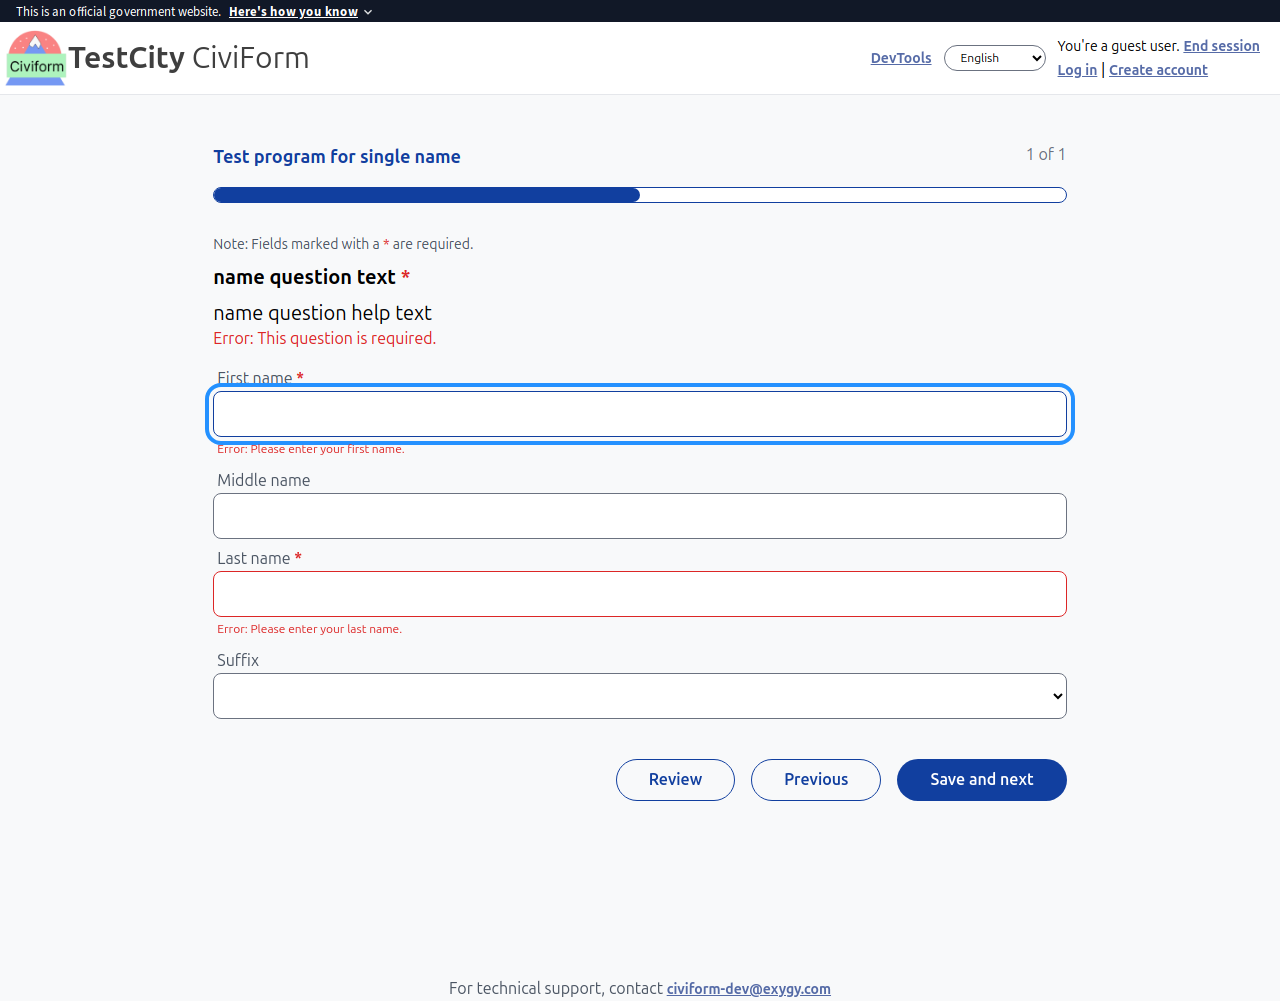 This is an official government website. Here's how you know
Civiform
TestCity CiviForm
DevTools
English
You're a guest user. End session
Log in | Create account
Test program for single name
1 of 1
Note: Fields marked with a * are required.
name question text *
name question help text
Error: This question is required.
First name *
Error: Please enter your first name.
Middle name
Last name *
Error: Please enter your last name.
Suffix
Review
Previous
Save and next
For technical support, contact civiform-dev@exygy.com